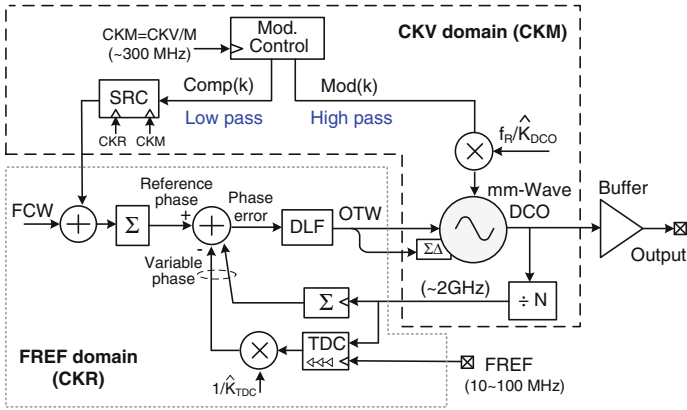 CKM=CKV/M
(~300 MHz)
Mod.
Control
CKV domain (CKM)
Comp(k)
Mod(k)
SRC
CKR
CKM
Low pass
High pass
f_R/K̂_DCO
Reference
phase
Phase
error
FCW
Σ
+
-
DLF
OTW
mm-Wave
DCO
ΣΔ
Buffer
Output
Variable
phase
Σ
(~2GHz)
÷ N
TDC
1/K̂_TDC
FREF domain
(CKR)
FREF
(10~100 MHz)